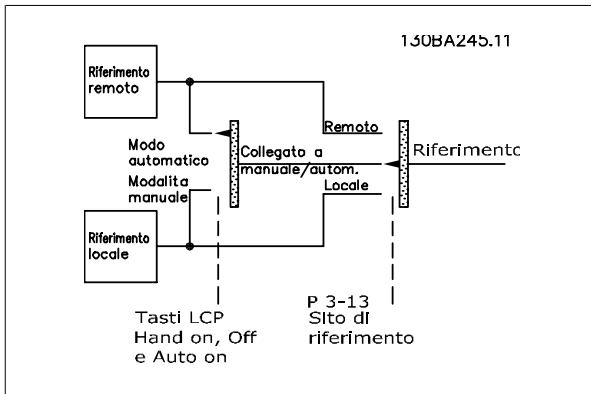 130BA245.11
Riferimento
remoto
Remoto
Modo
automatico
Collegato a
manuale/autom.
Riferimento
Modalita
manuale
Locale
Riferimento
locale
Tasti LCP
Hand on, Off
e Auto on
P 3-13
Sito di
riferimento